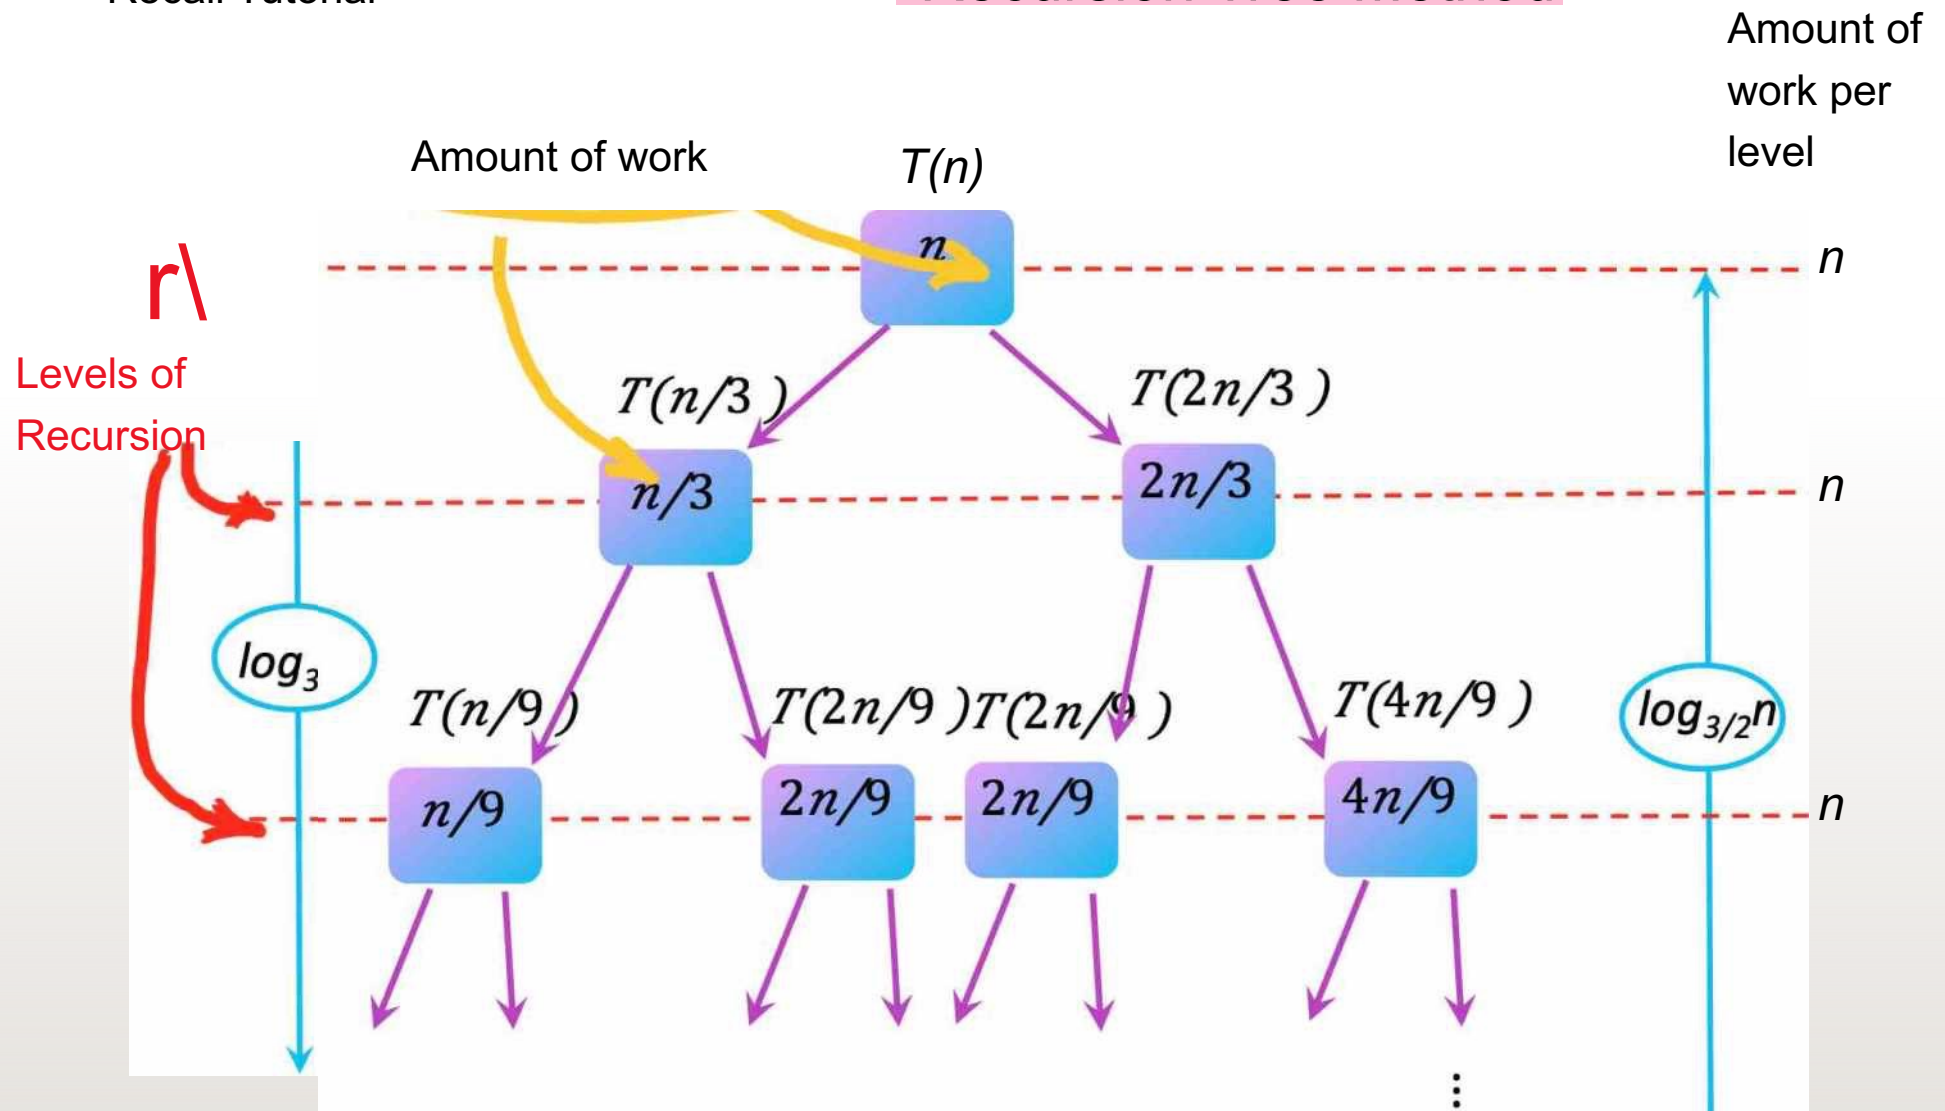 Amount of
work per
level
Amount of work
T(n)
n
n
r\
Levels of
Recursion
T(n/3 )
T(2n/3 )
n/3
2n/3
n
log3
T(n/9 )
T(2n/9 )T(2n/9 )
T(4n/9 )
log3/2n
n/9
2n/9
2n/9
4n/9
n
⋮